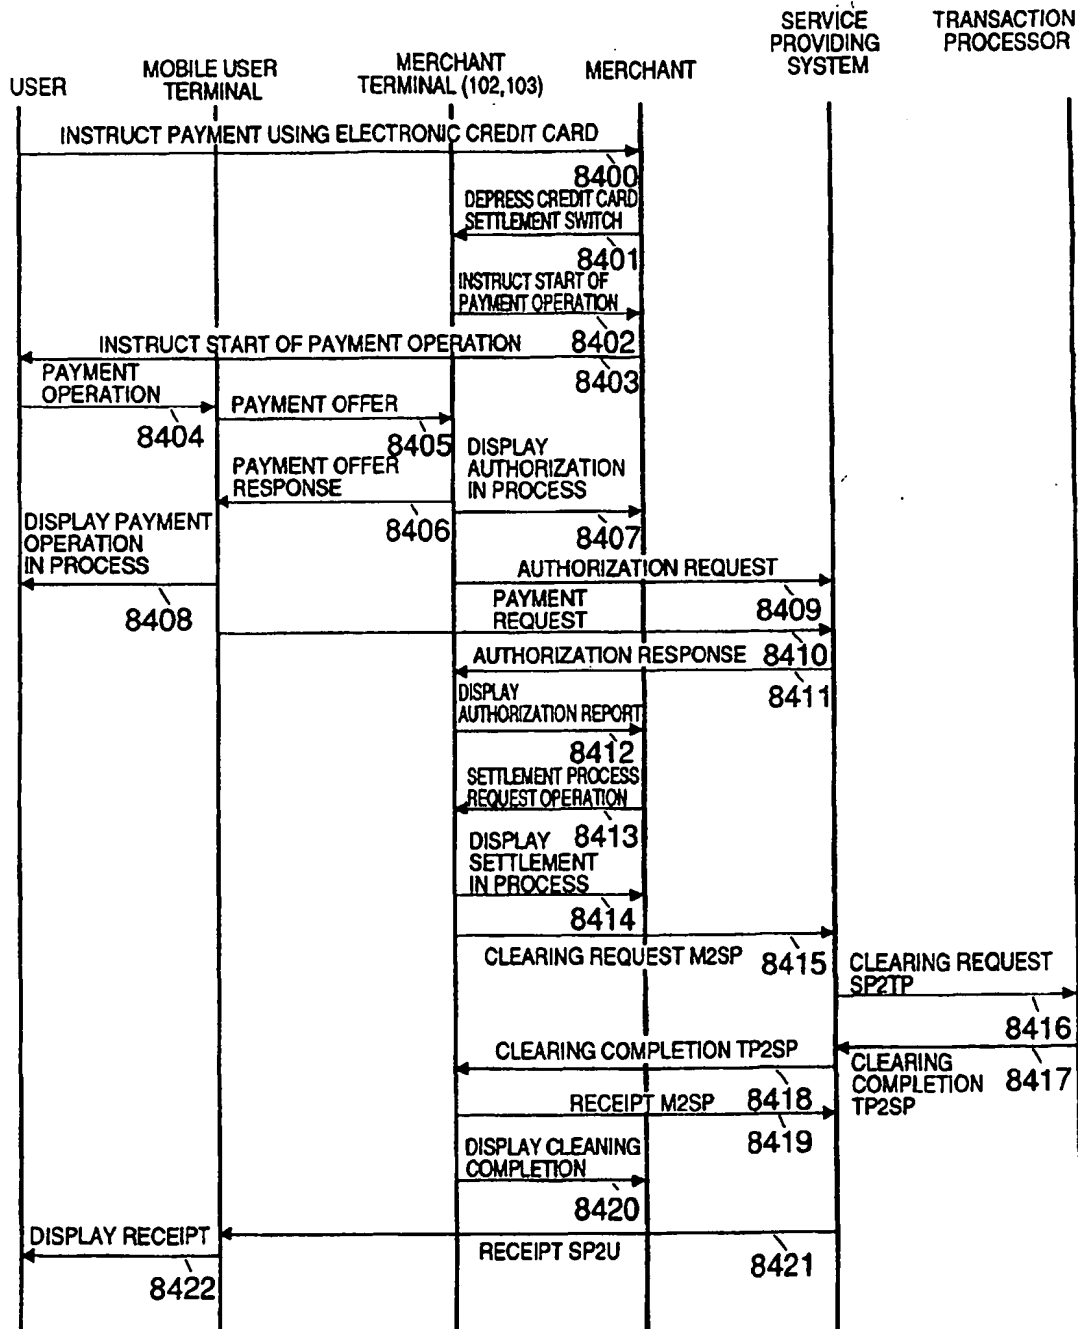 SERVICE
PROVIDING
SYSTEM
TRANSACTION
PROCESSOR
USER
MOBILE USER
TERMINAL
MERCHANT
TERMINAL (102,103)
MERCHANT
INSTRUCT PAYMENT USING ELECTRONIC CREDIT CARD
8400
DEPRESS CREDIT CARD
SETTLEMENT SWITCH
8401
INSTRUCT START OF
PAYMENT OPERATION
8402
INSTRUCT START OF PAYMENT OPERATION
8403
PAYMENT
OPERATION
8404
PAYMENT OFFER
8405
PAYMENT OFFER
RESPONSE
8406
DISPLAY
AUTHORIZATION
IN PROCESS
8407
DISPLAY PAYMENT
OPERATION
IN PROCESS
8408
AUTHORIZATION REQUEST
8409
PAYMENT
REQUEST
8410
AUTHORIZATION RESPONSE
8411
DISPLAY
AUTHORIZATION REPORT
8412
SETTLEMENT PROCESS
REQUEST OPERATION
8413
DISPLAY
SETTLEMENT
IN PROCESS
8414
CLEARING REQUEST M2SP
8415
CLEARING REQUEST
SP2TP
8416
CLEARING
COMPLETION
TP2SP
8417
CLEARING COMPLETION TP2SP
8418
RECEIPT M2SP
8419
DISPLAY CLEANING
COMPLETION
8420
RECEIPT SP2U
8421
DISPLAY RECEIPT
8422